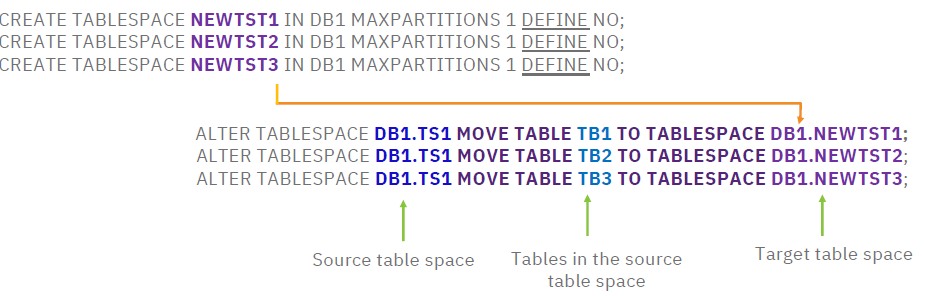 CREATE TABLESPACE NEWTST1 IN DB1 MAXPARTITIONS 1 DEFINE NO;
CREATE TABLESPACE NEWTST2 IN DB1 MAXPARTITIONS 1 DEFINE NO;
CREATE TABLESPACE NEWTST3 IN DB1 MAXPARTITIONS 1 DEFINE NO;
ALTER TABLESPACE DB1.TS1 MOVE TABLE TB1 TO TABLESPACE DB1.NEWTST1;
ALTER TABLESPACE DB1.TS1 MOVE TABLE TB2 TO TABLESPACE DB1.NEWTST2;
ALTER TABLESPACE DB1.TS1 MOVE TABLE TB3 TO TABLESPACE DB1.NEWTST3;
Source table space
Tables in the source
table space
Target table space